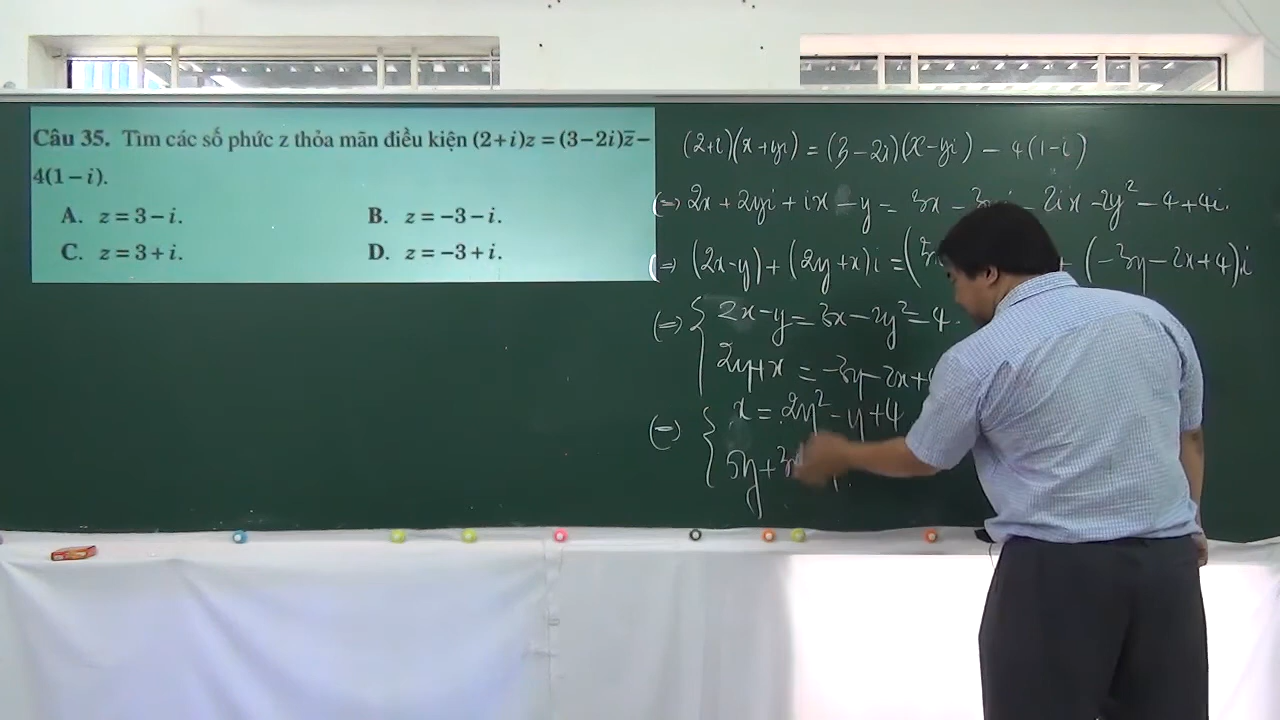 Câu 35. Tìm các số phức z thỏa mãn điều kiện (2+i)z = (3−2i)z̄−
4(1−i).
A. z = 3−i.
B. z = −3−i.
C. z = 3+i.
D. z = −3+i.
(2+i)(x+yi) = (3−2i)(x−yi) − 4(1−i)
(=) 2x + 2yi + ix − y = 3x − − 2ix − 2y² − 4 + 4i.
(=) (2x−y) + (2y+x)i = ( + (−3y−2x+4)i
(=) { 2x−y = 3x−2y²−4.
2y+x = −3y−2x+
(=) { x = 2y²−y+4
5y+3